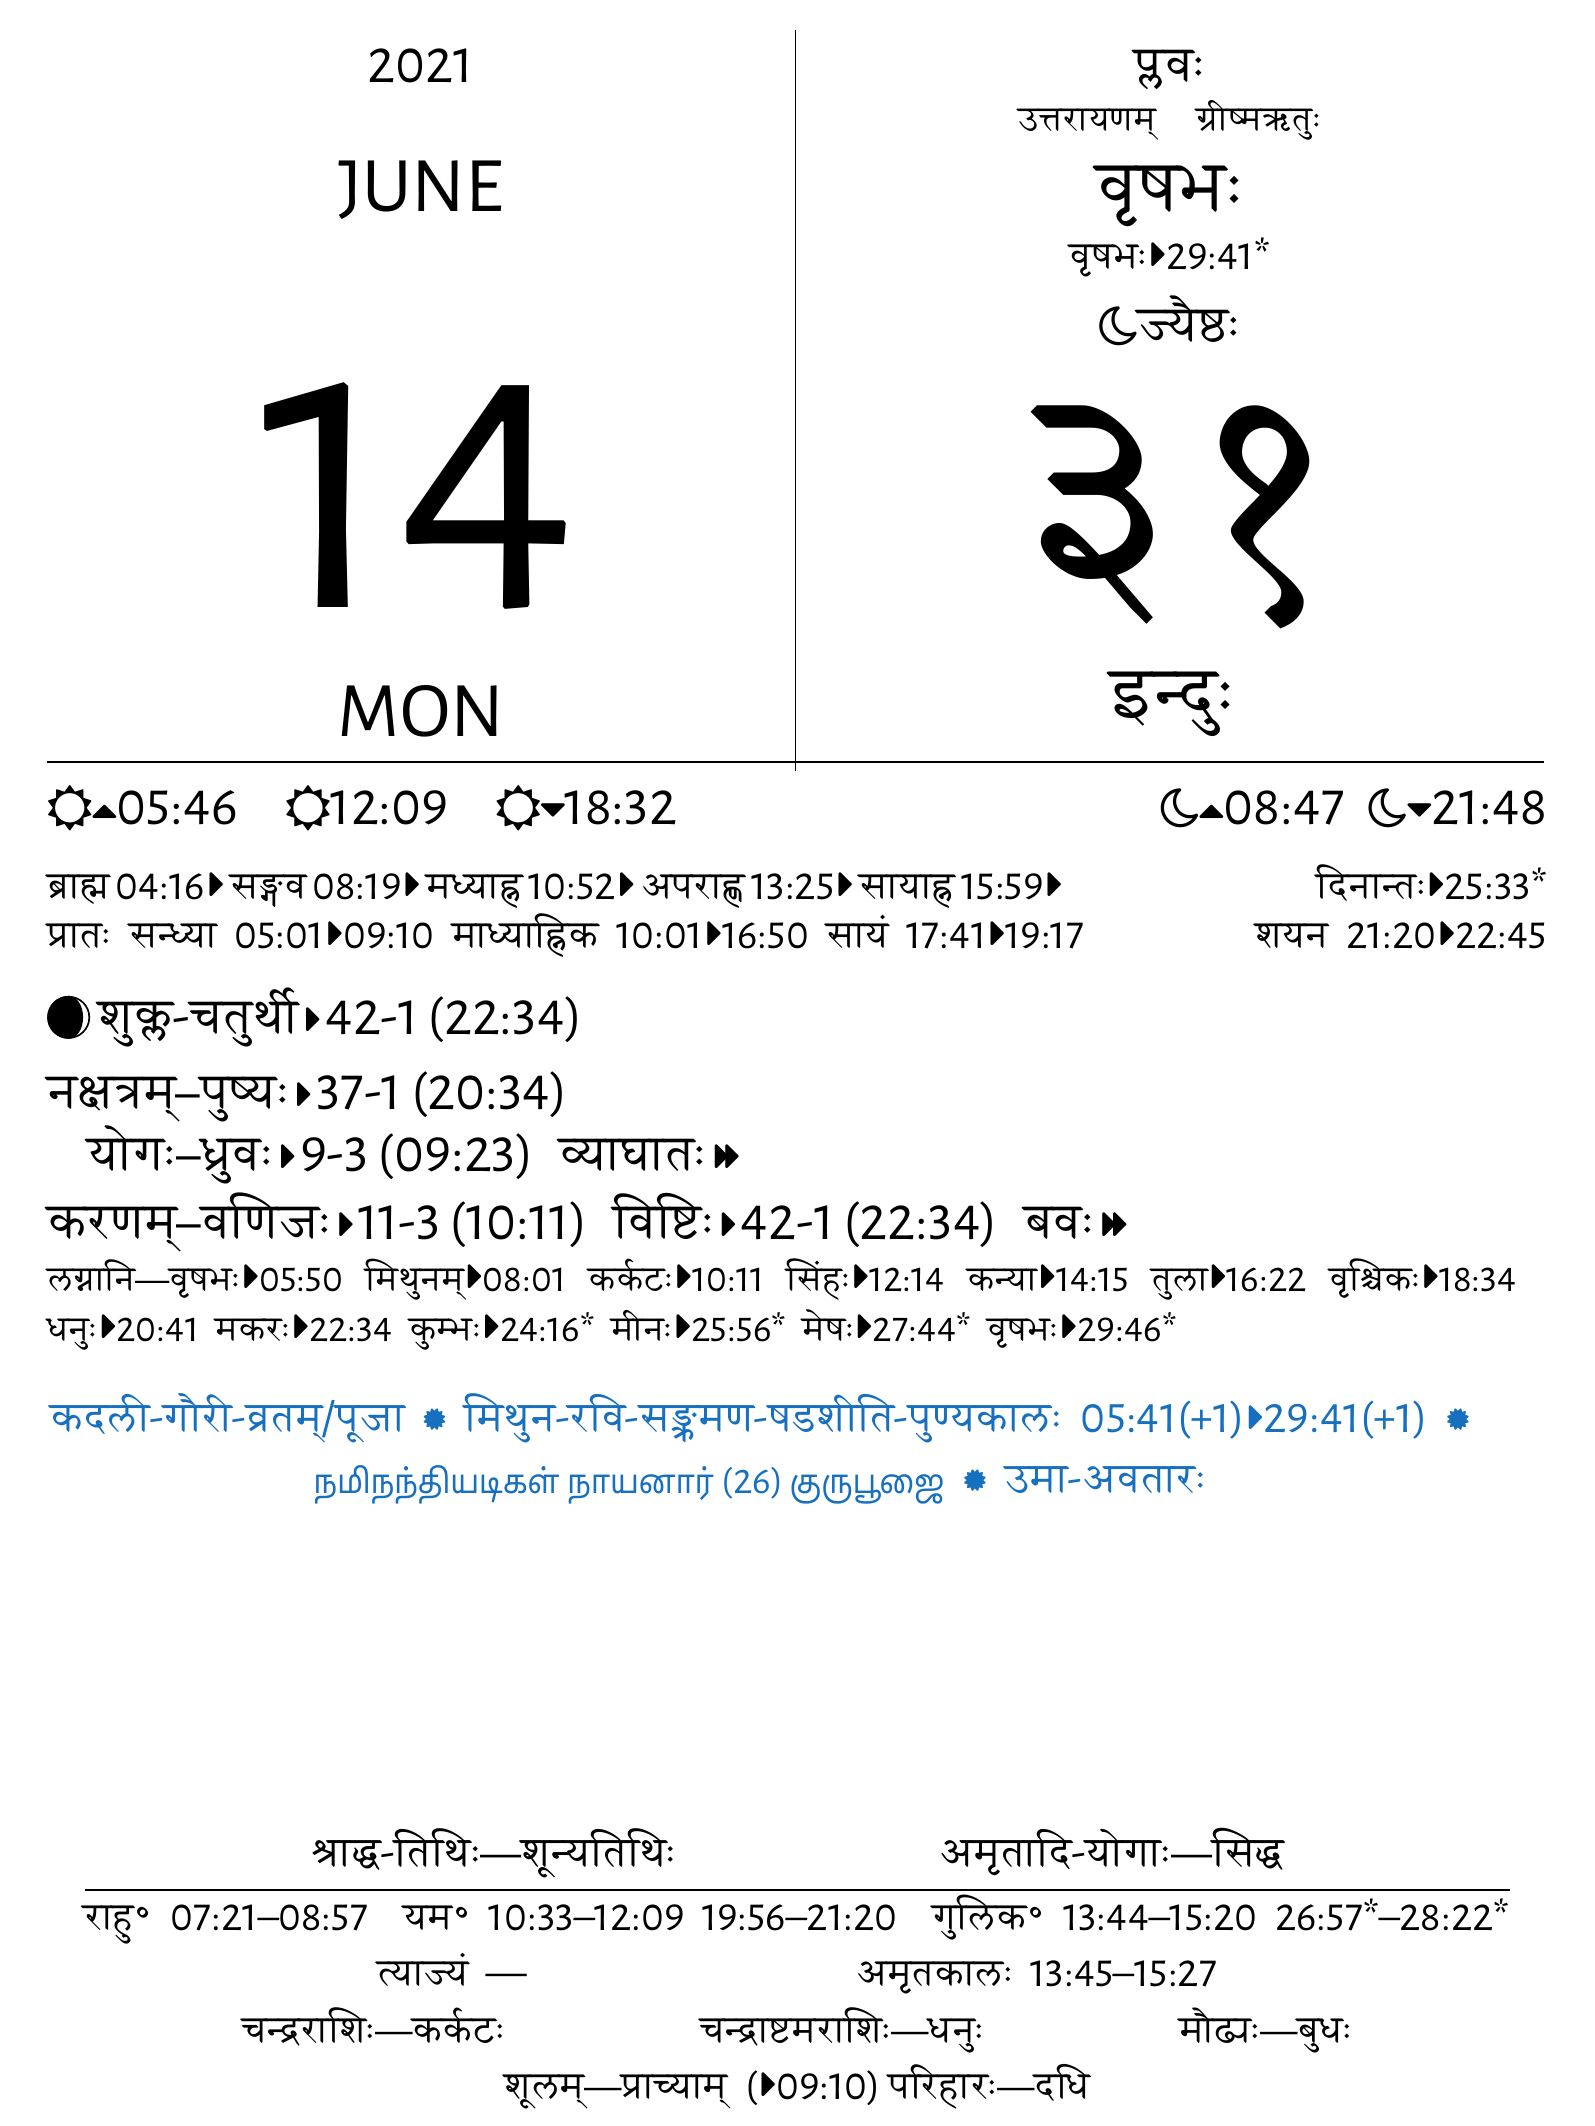 2021
JUNE
14
MON
प्लवः
उत्तरायणम् ग्रीष्मऋतुः
वृषभः
वृषभः 29:41*
ज्यैष्ठः
३१
इन्दुः
05:46 12:09 18:32 08:47 21:48
ब्राह्म 04:16 सङ्गव 08:19 मध्याह्न 10:52 अपराह्ण 13:25 सायाह्न 15:59 दिनान्तः 25:33*
प्रातः सन्ध्या 05:01 09:10 माध्याह्निक 10:01 16:50 सायं 17:41 19:17 शयन 21:20 22:45
शुक्ल-चतुर्थी 42-1 (22:34)
नक्षत्रम्–पुष्यः 37-1 (20:34)
योगः–ध्रुवः 9-3 (09:23) व्याघातः
करणम्–वणिजः 11-3 (10:11) विष्टिः 42-1 (22:34) बवः
लग्नानि—वृषभः 05:50 मिथुनम् 08:01 कर्कटः 10:11 सिंहः 12:14 कन्या 14:15 तुला 16:22 वृश्चिकः 18:34
धनुः 20:41 मकरः 22:34 कुम्भः 24:16* मीनः 25:56* मेषः 27:44* वृषभः 29:46*
कदली-गौरी-व्रतम्/पूजा मिथुन-रवि-सङ्क्रमण-षडशीति-पुण्यकालः 05:41(+1) 29:41(+1)
நமிநந்தியடிகள் நாயனார் (26) குருபூஜை उमा-अवतारः
श्राद्ध-तिथिः—शून्यतिथिः अमृतादि-योगाः—सिद्ध
राहु॰ 07:21–08:57 यम॰ 10:33–12:09 19:56–21:20 गुलिक॰ 13:44–15:20 26:57*–28:22*
त्याज्यं — अमृतकालः 13:45–15:27
चन्द्रराशिः—कर्कटः चन्द्राष्टमराशिः—धनुः मौढ्यः—बुधः
शूलम्—प्राच्याम् ( 09:10) परिहारः—दधि